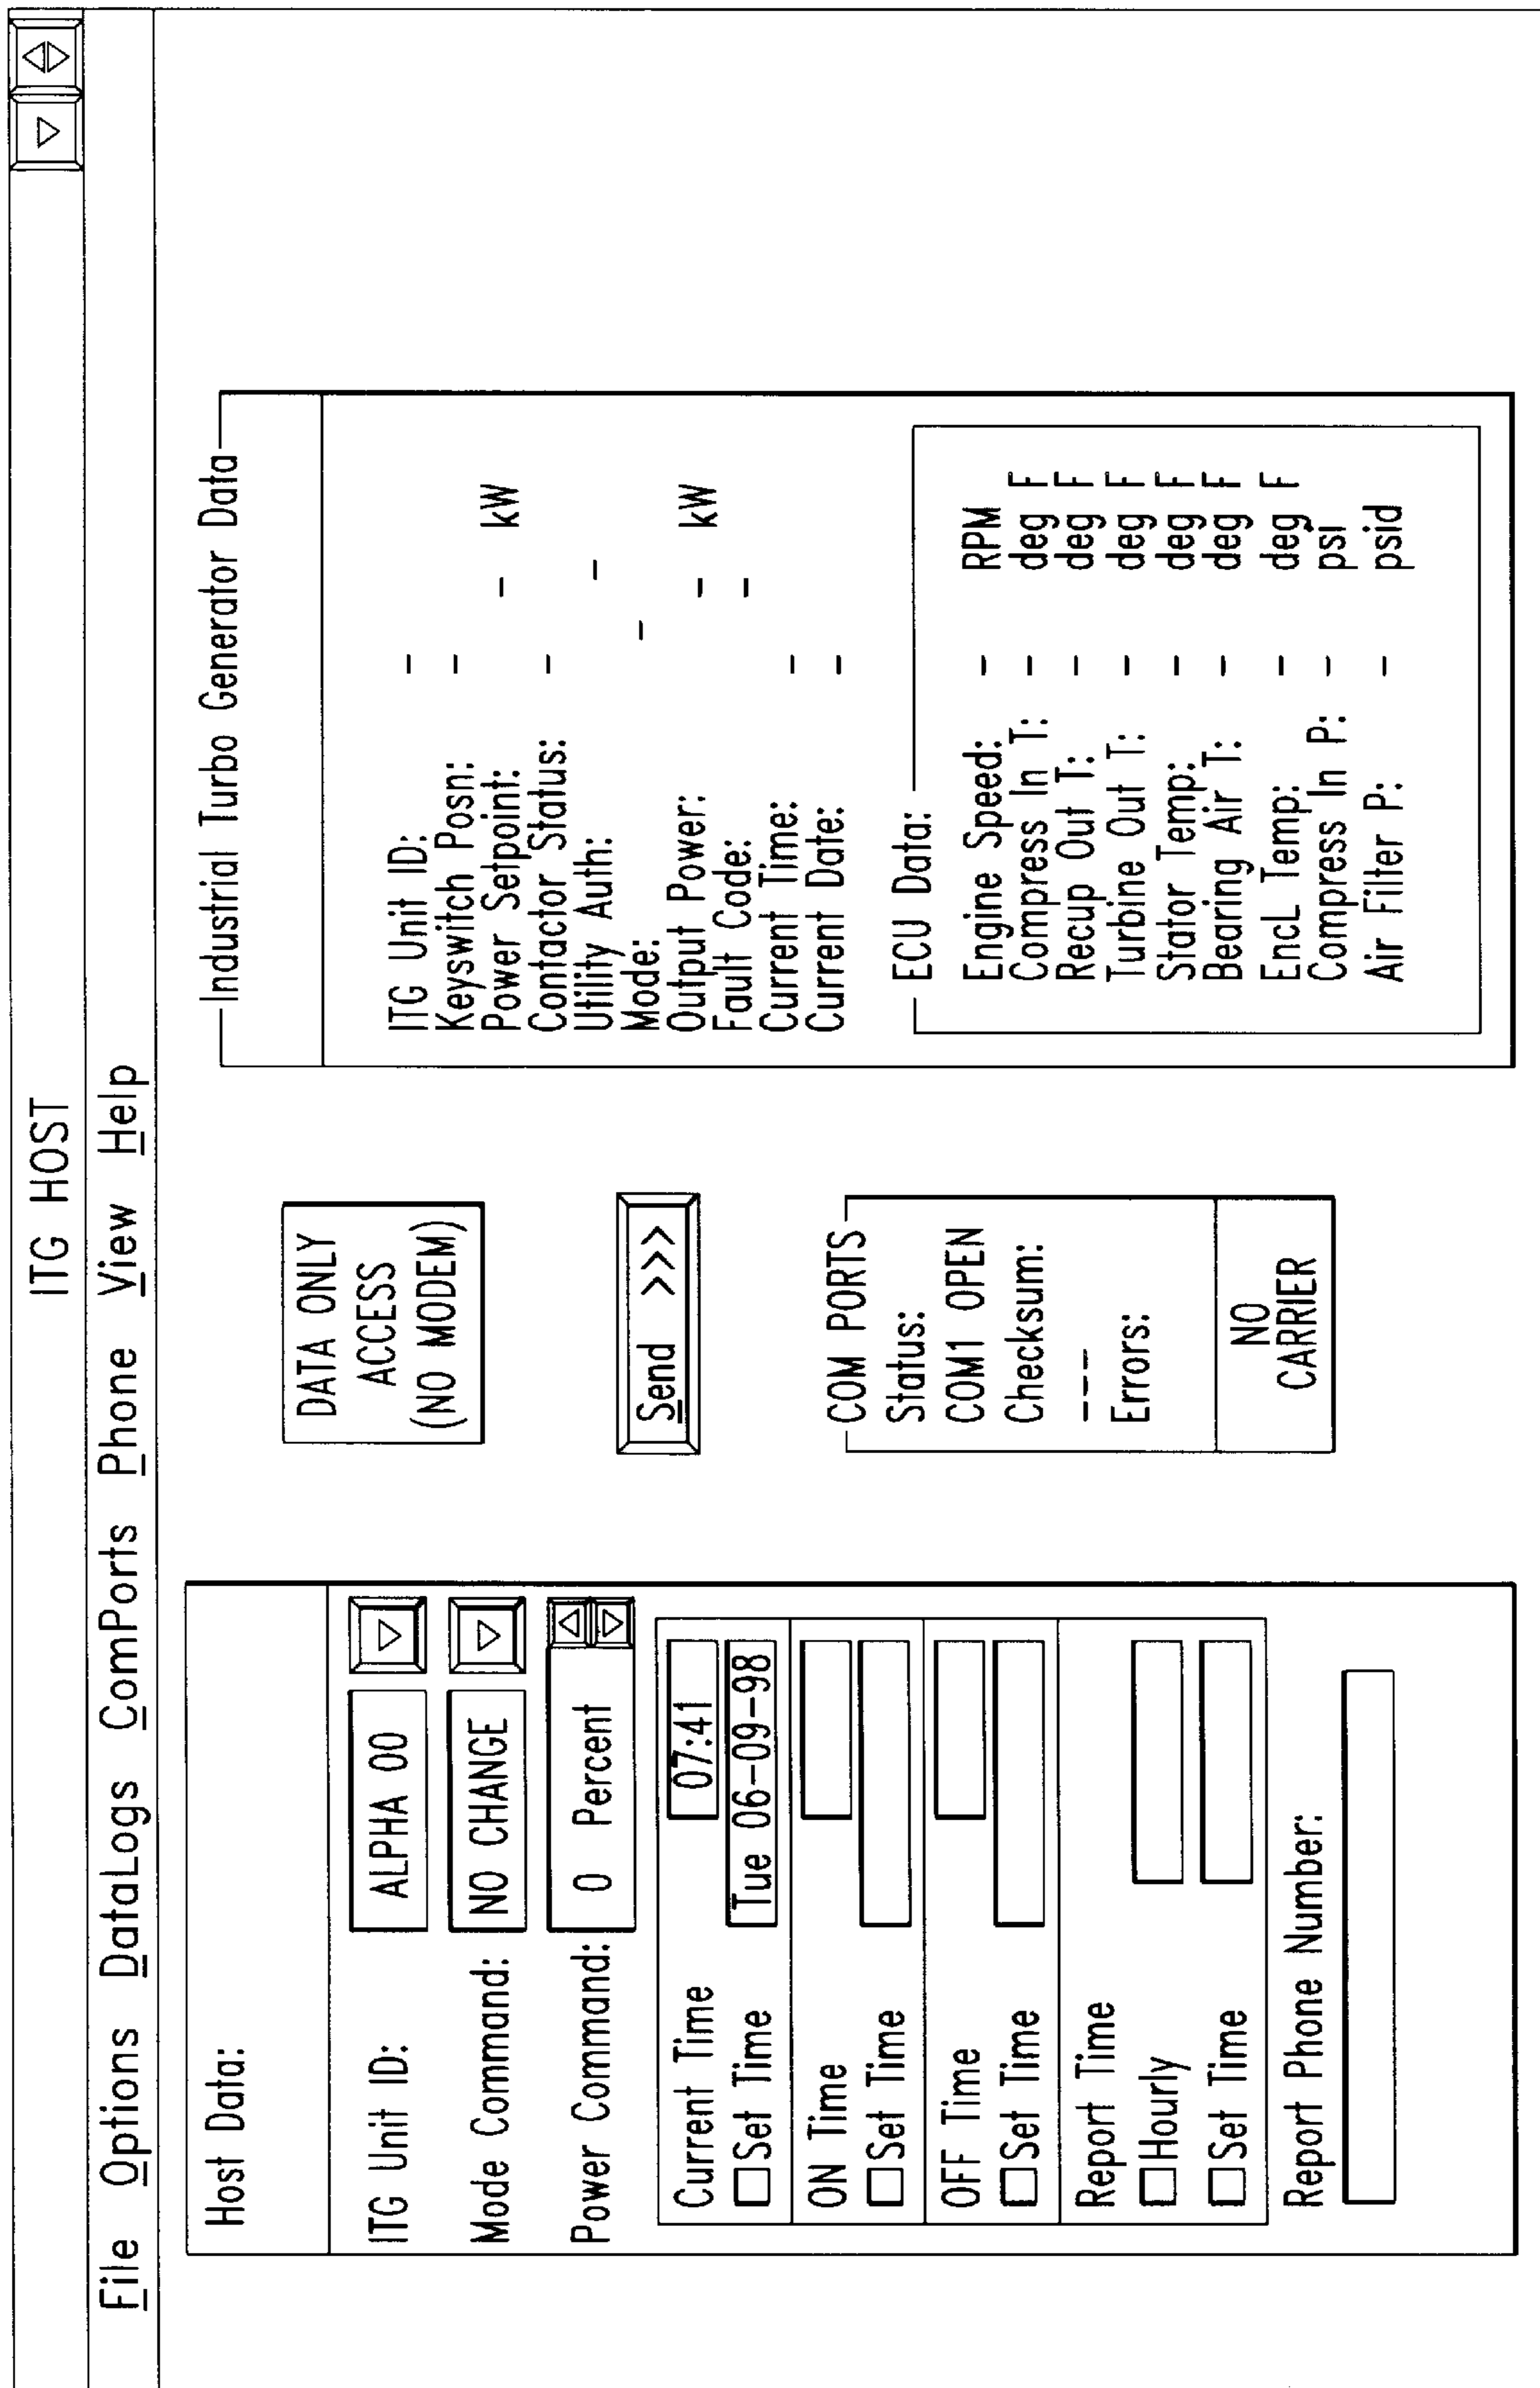 ITG HOST
File Options DataLogs ComPorts Phone View Help
Host Data:
ITG Unit ID: ALPHA 00
Mode Command: NO CHANGE
Power Command: 0 Percent
Current Time 07:41
Set Time Tue 06-09-98
ON Time
Set Time
OFF Time
Set Time
Report Time
Hourly
Set Time
Report Phone Number:
DATA ONLY
ACCESS
(NO MODEM)
Send >>>
COM PORTS
Status:
COM1 OPEN
Checksum:
---
Errors:
NO
CARRIER
Industrial Turbo Generator Data
ITG Unit ID: -
Keyswitch Posn: -
Power Setpoint: - kW
Contactor Status: -
Utility Auth: -
Mode: -
Output Power: - kW
Fault Code: -
Current Time: -
Current Date: -
ECU Data:
Engine Speed: - RPM
Compress In T: - deg F
Recup Out T: - deg F
Turbine Out T: - deg F
Stator Temp: - deg F
Bearing Air T: - deg F
Encl Temp: - deg F
Compress In P: - psi
Air Filter P: - psid